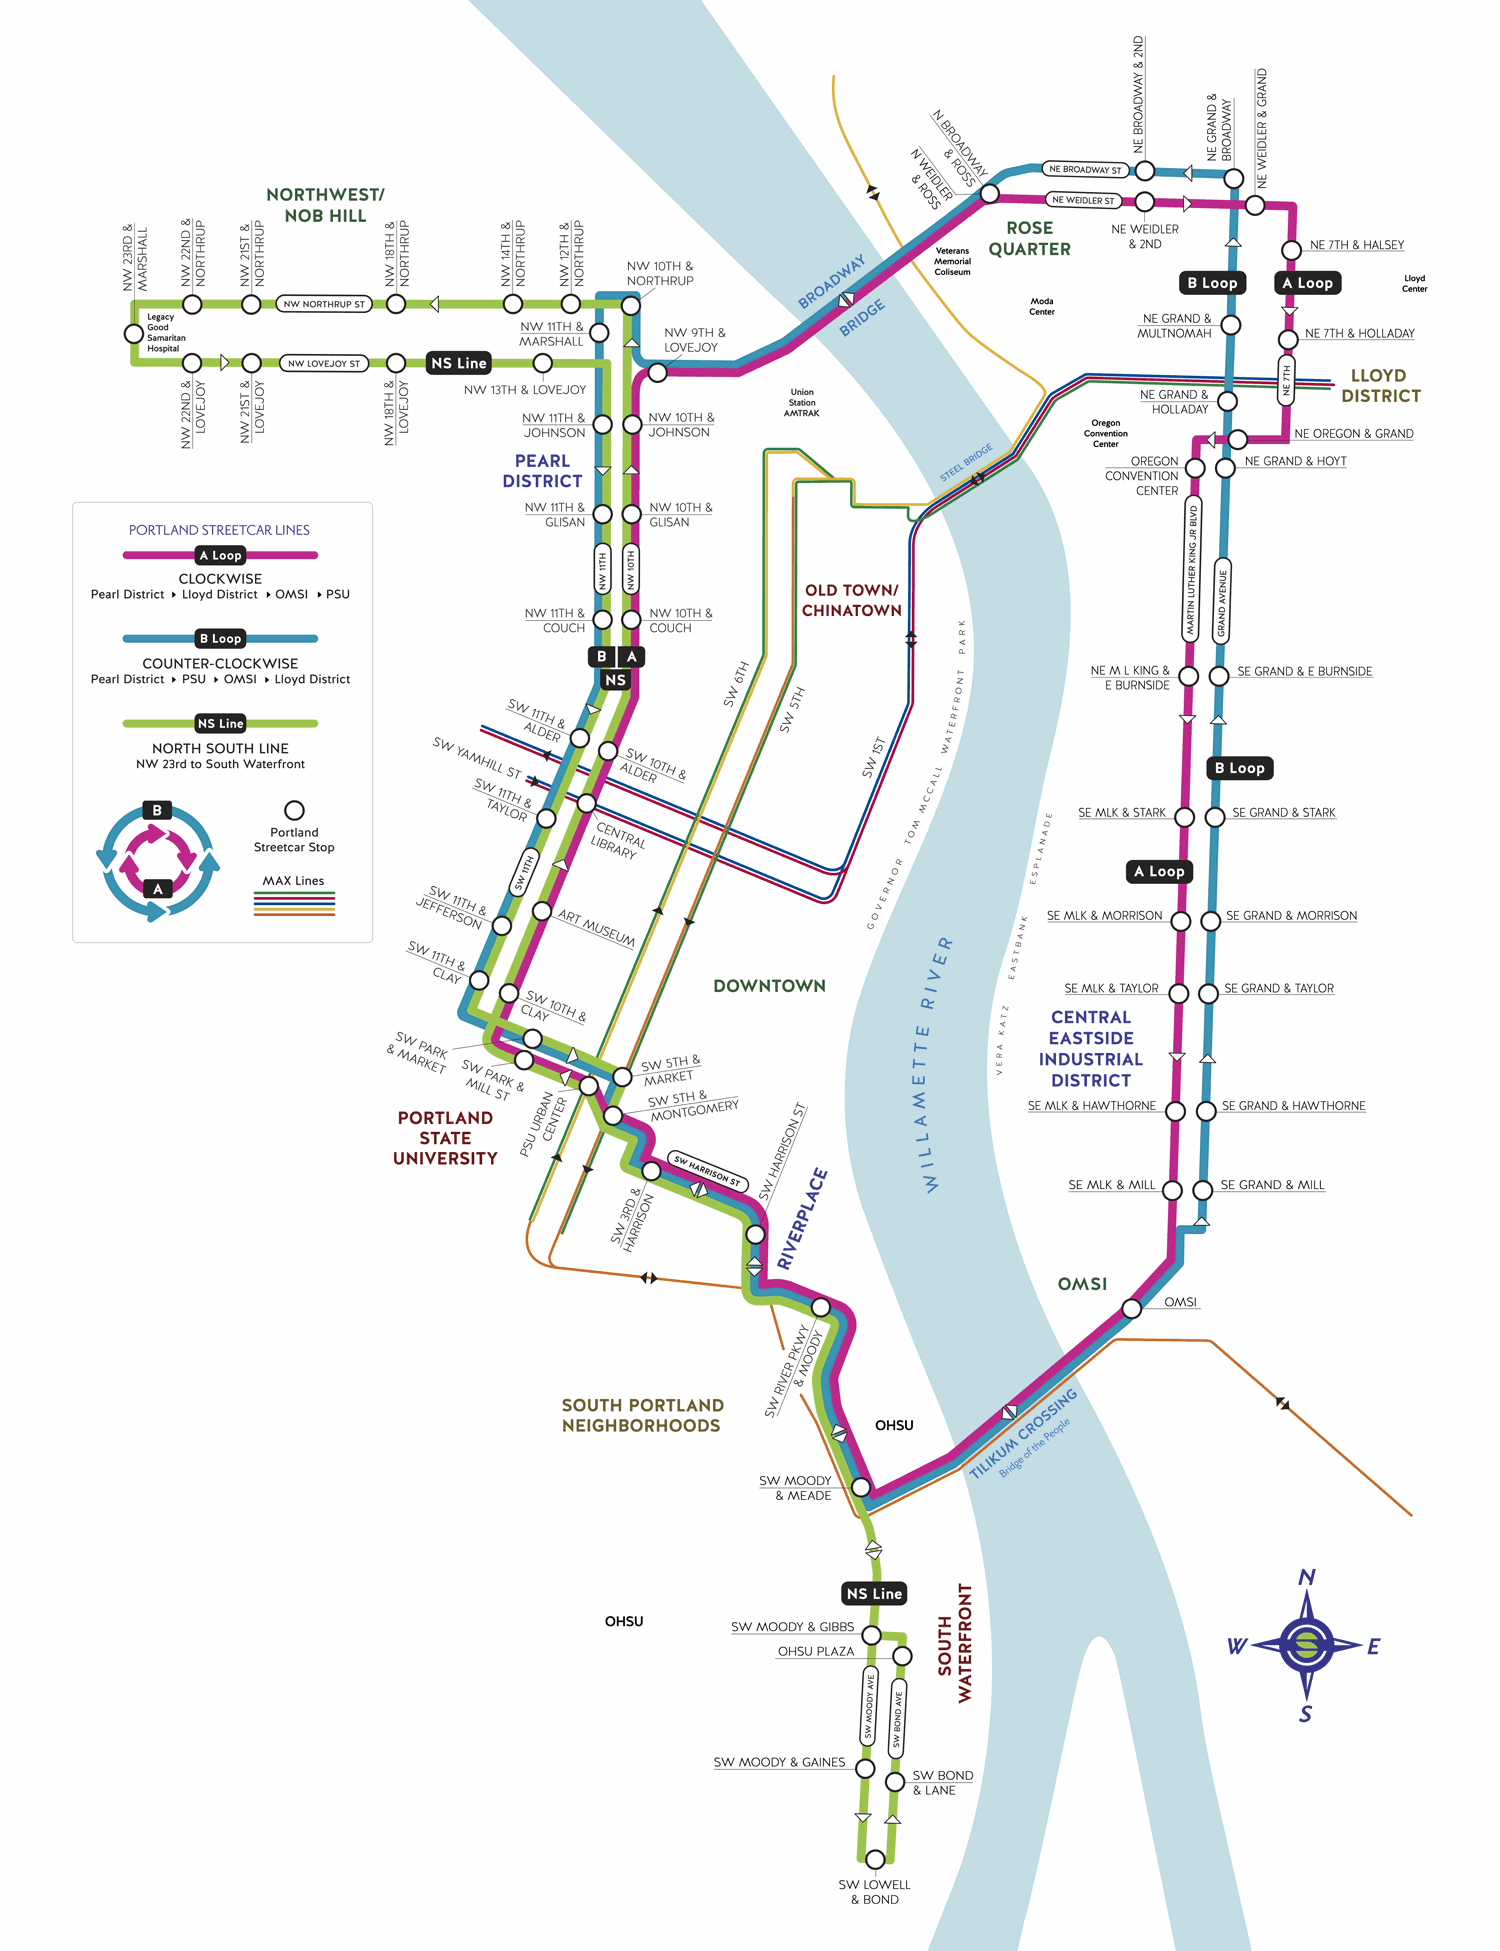 NORTHWEST/
NOB HILL
NW 23RD &
MARSHALL
NW 22ND &
NORTHRUP
NW 21ST &
NORTHRUP
NW 18TH &
NORTHRUP
NW 14TH &
NORTHRUP
NW 12TH &
NORTHRUP
NW 10TH &
NORTHRUP
NW NORTHRUP ST
Legacy
Good
Samaritan
Hospital
NW 11TH &
MARSHALL
NW 9TH &
LOVEJOY
NW LOVEJOY ST
NS Line
NW 13TH & LOVEJOY
NW 22ND &
LOVEJOY
NW 21ST &
LOVEJOY
NW 18TH &
LOVEJOY
NW 11TH &
JOHNSON
NW 10TH &
JOHNSON
PEARL
DISTRICT
NW 11TH &
GLISAN
NW 10TH &
GLISAN
NW 11TH
NW 10TH
NW 11TH &
COUCH
NW 10TH &
COUCH
B
A
NS
BROADWAY
BRIDGE
N BROADWAY
& ROSS
N WEIDLER
& ROSS
NE BROADWAY ST
NE WEIDLER ST
NE BROADWAY & 2ND
NE GRAND &
BROADWAY
NE WEIDLER & GRAND
NE WEIDLER
& 2ND
ROSE
QUARTER
Veterans
Memorial
Coliseum
Moda
Center
NE 7TH & HALSEY
B Loop
A Loop
Lloyd
Center
NE GRAND &
MULTNOMAH
NE 7TH & HOLLADAY
NE 7TH
LLOYD
DISTRICT
NE GRAND &
HOLLADAY
Union
Station
AMTRAK
Oregon
Convention
Center
NE OREGON & GRAND
OREGON
CONVENTION
CENTER
NE GRAND & HOYT
STEEL BRIDGE
MARTIN LUTHER KING JR BLVD
GRAND AVENUE
OLD TOWN/
CHINATOWN
NE M L KING &
E BURNSIDE
SE GRAND & E BURNSIDE
B Loop
SE MLK & STARK
SE GRAND & STARK
A Loop
SE MLK & MORRISON
SE GRAND & MORRISON
SE MLK & TAYLOR
SE GRAND & TAYLOR
CENTRAL
EASTSIDE
INDUSTRIAL
DISTRICT
SE MLK & HAWTHORNE
SE GRAND & HAWTHORNE
SE MLK & MILL
SE GRAND & MILL
OMSI
OMSI
PORTLAND STREETCAR LINES
A Loop
CLOCKWISE
Pearl District ▸ Lloyd District ▸ OMSI ▸ PSU
B Loop
COUNTER-CLOCKWISE
Pearl District ▸ PSU ▸ OMSI ▸ Lloyd District
NS Line
NORTH SOUTH LINE
NW 23rd to South Waterfront
B
A
Portland
Streetcar Stop
MAX Lines
SW 11TH &
ALDER
SW 10TH &
ALDER
SW YAMHILL ST
SW 11TH &
TAYLOR
CENTRAL
LIBRARY
SW 11TH
SW 11TH &
JEFFERSON
ART MUSEUM
SW 11TH &
CLAY
SW 10TH &
CLAY
SW 6TH
SW 5TH
SW 1ST
GOVERNOR TOM MCCALL WATERFRONT PARK
VERA KATZ EASTBANK ESPLANADE
WILLAMETTE RIVER
DOWNTOWN
SW PARK
& MARKET
SW PARK &
MILL ST
SW 5TH &
MARKET
SW 5TH &
MONTGOMERY
PSU URBAN
CENTER
PORTLAND
STATE
UNIVERSITY
SW HARRISON ST
SW 3RD &
HARRISON
SW HARRISON ST
RIVERPLACE
SW RIVER PKWY
& MOODY
SOUTH PORTLAND
NEIGHBORHOODS
OHSU
TILIKUM CROSSING
Bridge of the People
SW MOODY
& MEADE
NS Line
OHSU
SOUTH
WATERFRONT
SW MOODY & GIBBS
OHSU PLAZA
SW MOODY AVE
SW BOND AVE
SW MOODY & GAINES
SW BOND
& LANE
SW LOWELL
& BOND
N
W
E
S